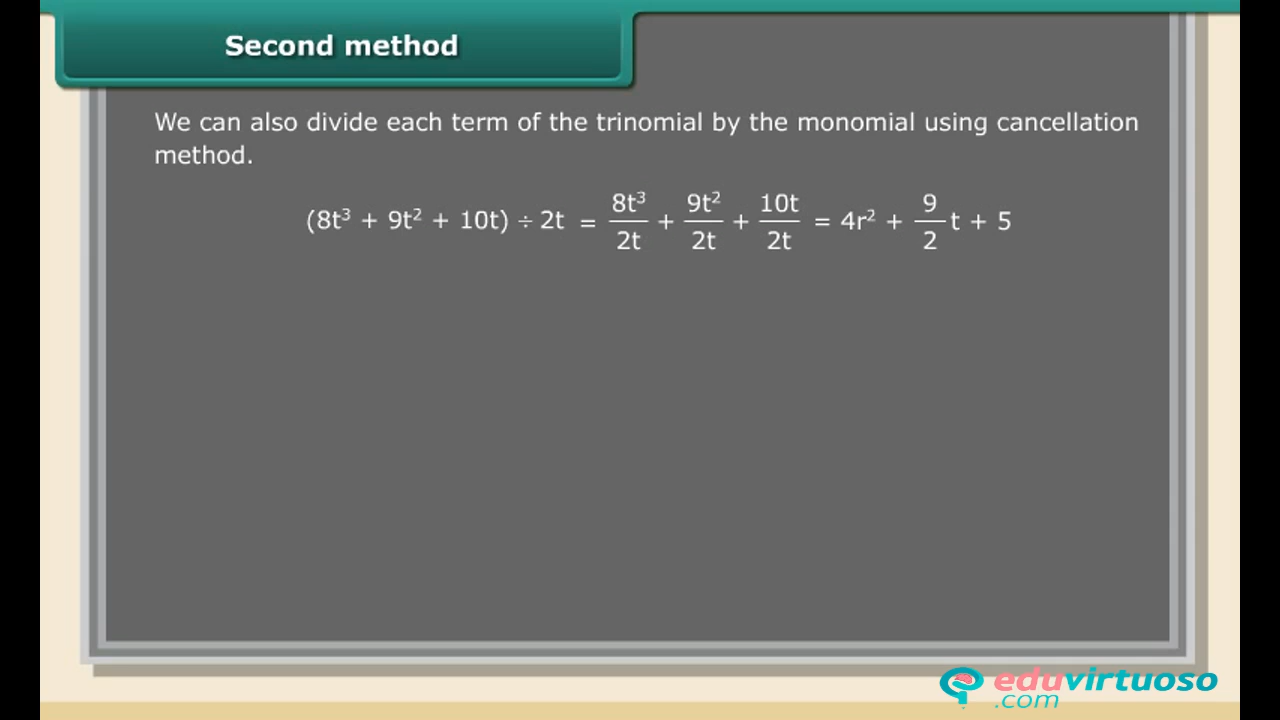 Second method
We can also divide each term of the trinomial by the monomial using cancellation
method.
(8t³ + 9t² + 10t) ÷ 2t = 8t³/2t + 9t²/2t + 10t/2t = 4r² + 9/2 t + 5
eduvirtuoso
.com